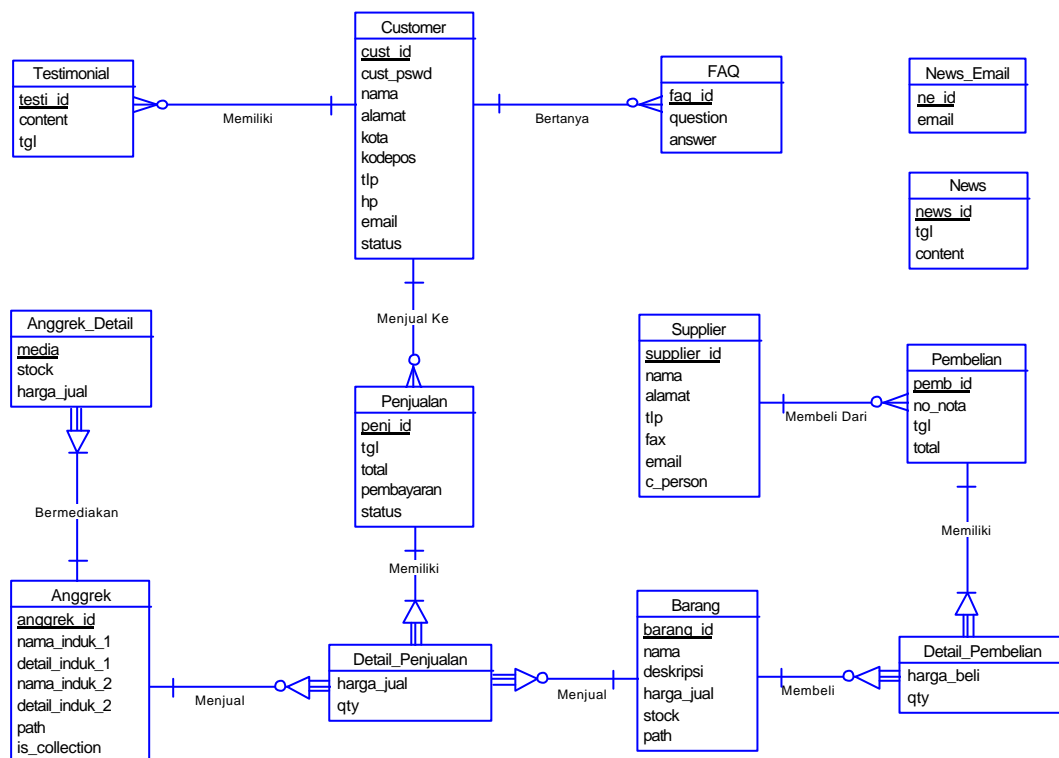 Customer
cust_id
cust_pswd
nama
alamat
kota
kodepos
tlp
hp
email
status
Testimonial
testi_id
content
tgl
Memiliki
FAQ
faq_id
question
answer
Bertanya
News_Email
ne_id
email
News
news_id
tgl
content
Menjual Ke
Anggrek_Detail
media
stock
harga_jual
Bermediakan
Penjualan
penj_id
tgl
total
pembayaran
status
Memiliki
Supplier
supplier_id
nama
alamat
tlp
fax
email
c_person
Membeli Dari
Pembelian
pemb_id
no_nota
tgl
total
Memiliki
Anggrek
anggrek_id
nama_induk_1
detail_induk_1
nama_induk_2
detail_induk_2
path
is_collection
Menjual
Detail_Penjualan
harga_jual
qty
Menjual
Barang
barang_id
nama
deskripsi
harga_jual
stock
path
Membeli
Detail_Pembelian
harga_beli
qty